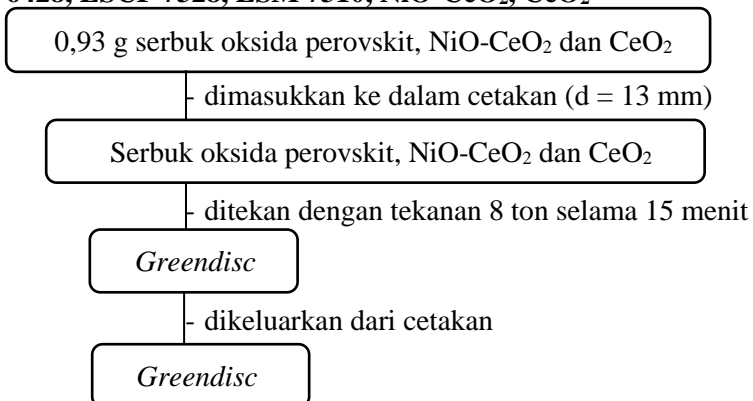 0,93 g serbuk oksida perovskit, NiO-CeO₂ dan CeO₂
- dimasukkan ke dalam cetakan (d = 13 mm)
Serbuk oksida perovskit, NiO-CeO₂ dan CeO₂
- ditekan dengan tekanan 8 ton selama 15 menit
Greendisc
- dikeluarkan dari cetakan
Greendisc